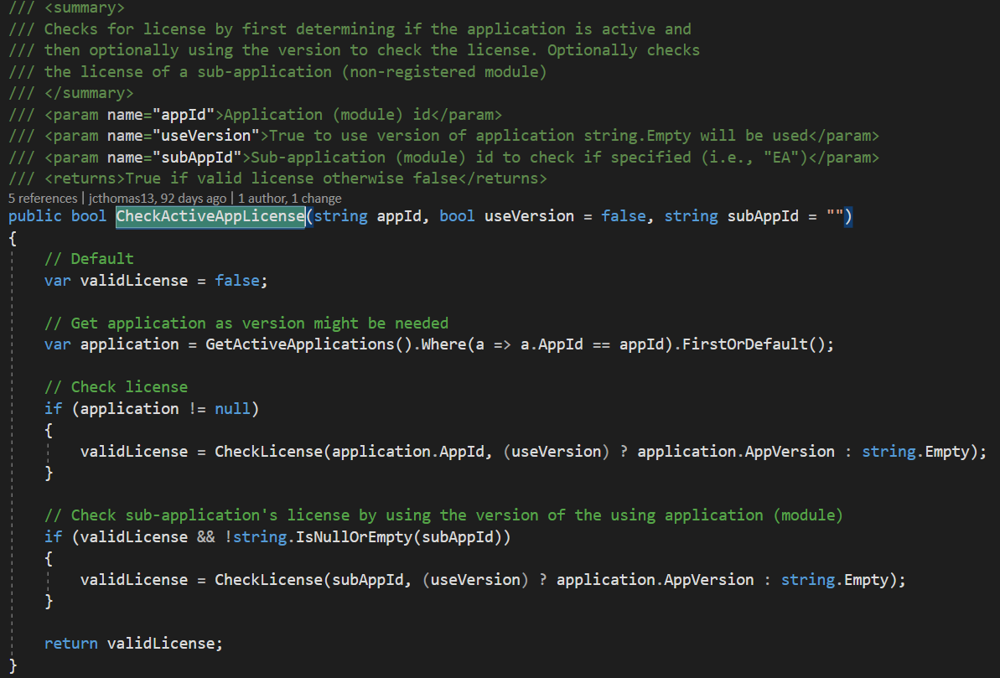 /// <summary>
/// Checks for license by first determining if the application is active and
/// then optionally using the version to check the license. Optionally checks
/// the license of a sub-application (non-registered module)
/// </summary>
/// <param name="appId">Application (module) id</param>
/// <param name="useVersion">True to use version of application string.Empty will be used</param>
/// <param name="subAppId">Sub-application (module) id to check if specified (i.e., "EA")</param>
/// <returns>True if valid license otherwise false</returns>
5 references | jcthomas13, 92 days ago | 1 author, 1 change
public bool CheckActiveAppLicense(string appId, bool useVersion = false, string subAppId = "")
{
    // Default
    var validLicense = false;

    // Get application as version might be needed
    var application = GetActiveApplications().Where(a => a.AppId == appId).FirstOrDefault();

    // Check license
    if (application != null)
    {
        validLicense = CheckLicense(application.AppId, (useVersion) ? application.AppVersion : string.Empty);
    }

    // Check sub-application's license by using the version of the using application (module)
    if (validLicense && !string.IsNullOrEmpty(subAppId))
    {
        validLicense = CheckLicense(subAppId, (useVersion) ? application.AppVersion : string.Empty);
    }

    return validLicense;
}